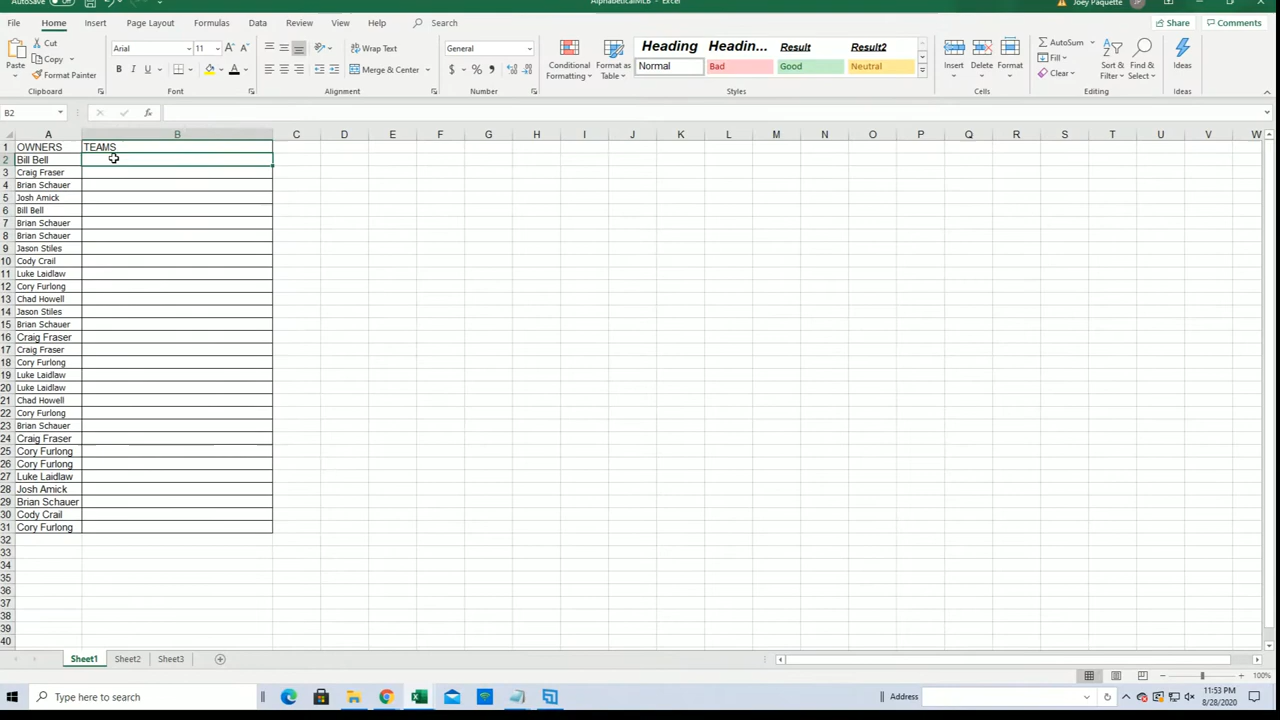 AutoSave Off
AlphabeticalMLB - Excel
Joey Paquette JP
File Home Insert Page Layout Formulas Data Review View Help Search Share Comments
Paste Cut Copy Format Painter Clipboard
Arial 11 A A B I U A Font
ab Wrap Text Merge & Center Alignment
General $ % , Number
Conditional Formatting Format as Table
Heading Headin... Result Result2
Normal Bad Good Neutral
Styles
Insert Delete Format Cells
AutoSum Fill Clear Sort & Filter Find & Select Editing
Ideas Ideas
B2 fx
A B C D E F G H I J K L M N O P Q R S T U V W
1 OWNERS TEAMS
2 Bill Bell
3 Craig Fraser
4 Brian Schauer
5 Josh Amick
6 Bill Bell
7 Brian Schauer
8 Brian Schauer
9 Jason Stiles
10 Cody Crail
11 Luke Laidlaw
12 Cory Furlong
13 Chad Howell
14 Jason Stiles
15 Brian Schauer
16 Craig Fraser
17 Craig Fraser
18 Cory Furlong
19 Luke Laidlaw
20 Luke Laidlaw
21 Chad Howell
22 Cory Furlong
23 Brian Schauer
24 Craig Fraser
25 Cory Furlong
26 Cory Furlong
27 Luke Laidlaw
28 Josh Amick
29 Brian Schauer
30 Cody Crail
31 Cory Furlong
32
33
34
35
36
37
38
39
40
Sheet1 Sheet2 Sheet3
100%
Type here to search
Address
11:53 PM
8/28/2020